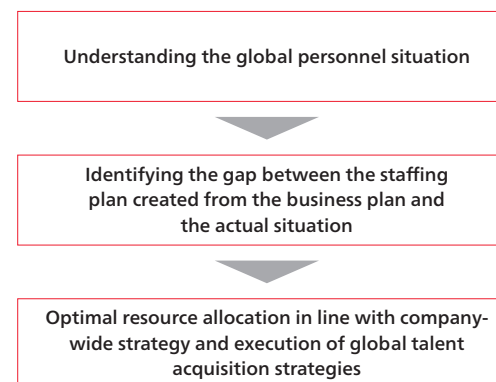 Understanding the global personnel situation
Identifying the gap between the staffing
plan created from the business plan and
the actual situation
Optimal resource allocation in line with company-
wide strategy and execution of global talent
acquisition strategies